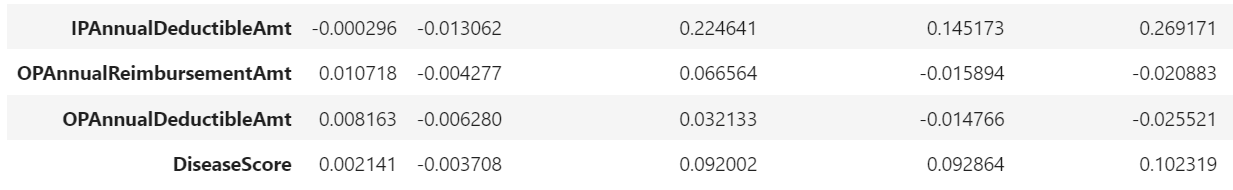 IPAnnualDeductibleAmt -0.000296 -0.013062 0.224641 0.145173 0.269171
OPAnnualReimbursementAmt 0.010718 -0.004277 0.066564 -0.015894 -0.020883
OPAnnualDeductibleAmt 0.008163 -0.006280 0.032133 -0.014766 -0.025521
DiseaseScore 0.002141 -0.003708 0.092002 0.092864 0.102319